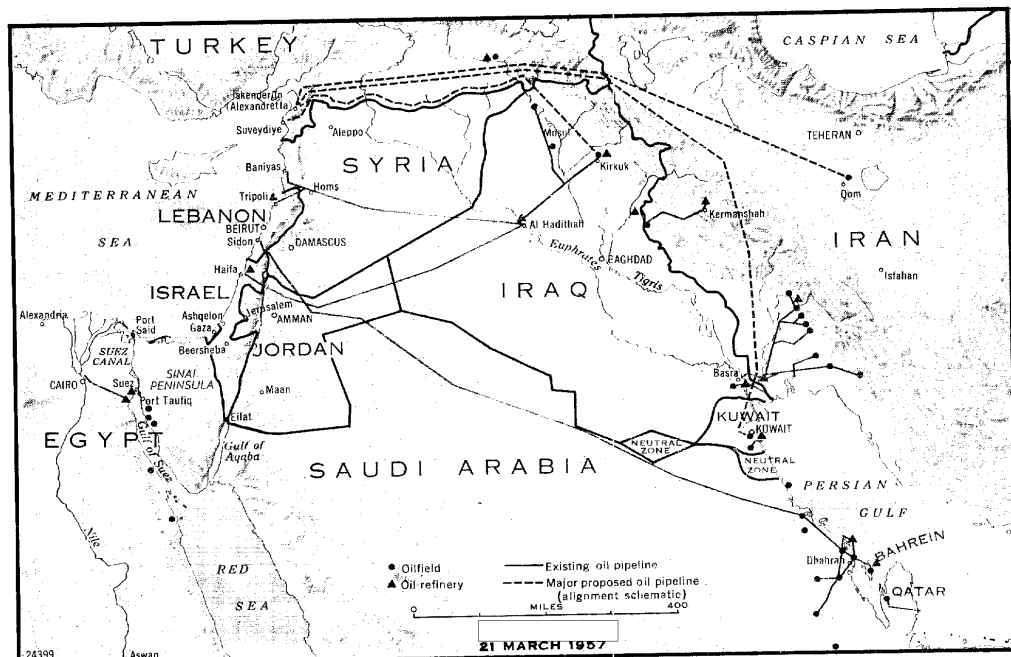 TURKEY
CASPIAN SEA
Iskenderun
(Alexandretta)
Suveydiye
Aleppo
Mosul
TEHERAN
SYRIA
Kirkuk
Baniyas
Qom
MEDITERRANEAN
Tripoli
Homs
Kermanshah
LEBANON
BEIRUT
Al Hadithah
SEA
Sidon
DAMASCUS
IRAN
Euphrates
BAGHDAD
Haifa
Tigris
Isfahan
ISRAEL
IRAQ
Jerusalem
Alexandria
Port
Said
Ashqelon
Gaza
AMMAN
SUEZ
CANAL
Beersheba
JORDAN
SINAI
PENINSULA
Basra
CAIRO
Suez
Maan
Port Taufiq
KUWAIT
Eilat
KUWAIT
EGYPT
Gulf of
Aqaba
NEUTRAL
ZONE
Gulf of Suez
SAUDI ARABIA
NEUTRAL
ZONE
PERSIAN
GULF
Nile
BAHREIN
Dhahran
RED
SEA
QATAR
Oilfield
Oil refinery
Existing oil pipeline
Major proposed oil pipeline
(alignment schematic)
0 MILES 400
21 MARCH 1957
24399
Aswan